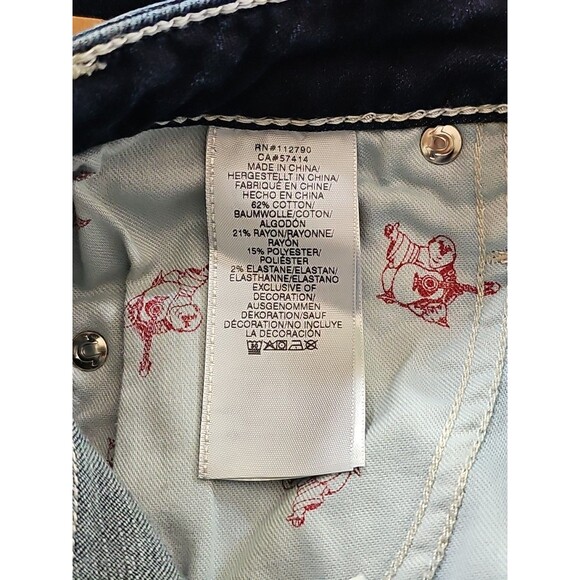 RN#112790
CA#57414
MADE IN CHINA/
HERGESTELLT IN CHINA/
FABRIQUÉ EN CHINE/
HECHO EN CHINA
62% COTTON/
BAUMWOLLE/COTON/
ALGODÓN
21% RAYON/RAYONNE/
RAYÓN
15% POLYESTER/
POLIÉSTER
2% ELASTANE/ELASTAN/
ELASTHANNE/ELASTANO
EXCLUSIVE OF
DECORATION/
AUSGENOMMEN
DEKORATION/SAUF
DÉCORATION/NO INCLUYE
LA DECORACIÓN